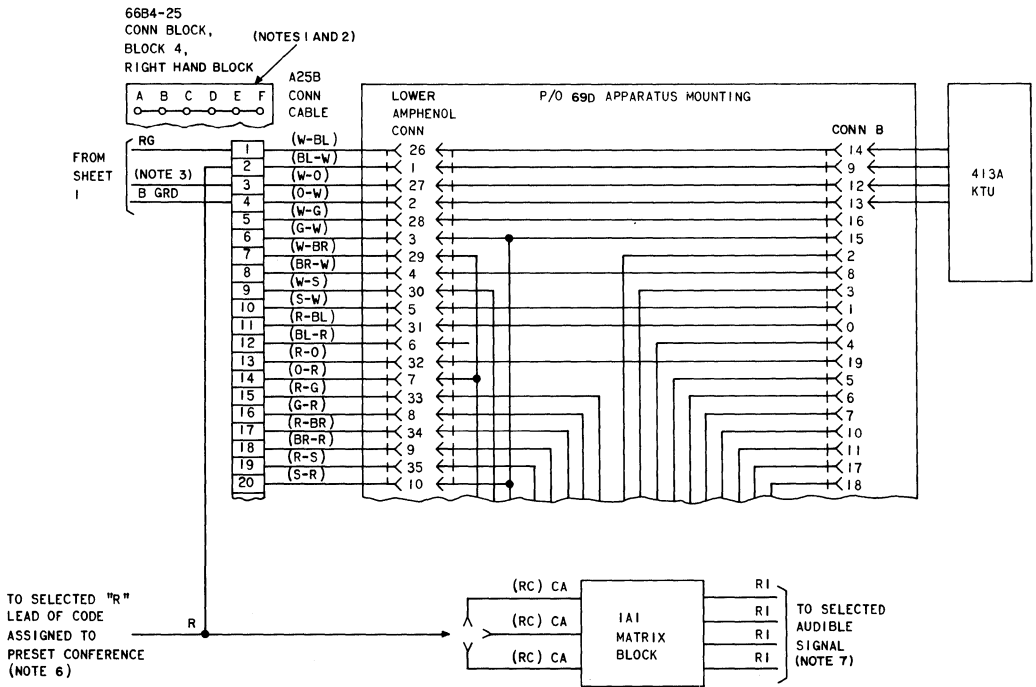 66B4-25
CONN BLOCK,
BLOCK 4,
RIGHT HAND BLOCK
(NOTES 1 AND 2)
A B C D E F
A25B
CONN
CABLE
LOWER
AMPHENOL
CONN
P/O 69D APPARATUS MOUNTING
CONN B
413A
KTU
FROM
SHEET
1
RG
(NOTE 3)
B GRD
1 (W-BL) 26 14
2 (BL-W) 1 9
3 (W-O) 27 12
4 (O-W) 2 13
5 (W-G) 28 16
6 (G-W) 3 15
7 (W-BR) 29 2
8 (BR-W) 4 8
9 (W-S) 30 3
10 (S-W) 5 1
11 (R-BL) 31 0
12 (BL-R) 6 4
13 (R-O) 32 19
14 (O-R) 7 5
15 (R-G) 33 6
16 (G-R) 8 7
17 (R-BR) 34 10
18 (BR-R) 9 11
19 (R-S) 35 17
20 (S-R) 10 18
TO SELECTED "R"
LEAD OF CODE
ASSIGNED TO
PRESET CONFERENCE
(NOTE 6)
R
(RC) CA
(RC) CA
(RC) CA
1A1
MATRIX
BLOCK
R1
R1
R1
R1
TO SELECTED
AUDIBLE
SIGNAL
(NOTE 7)